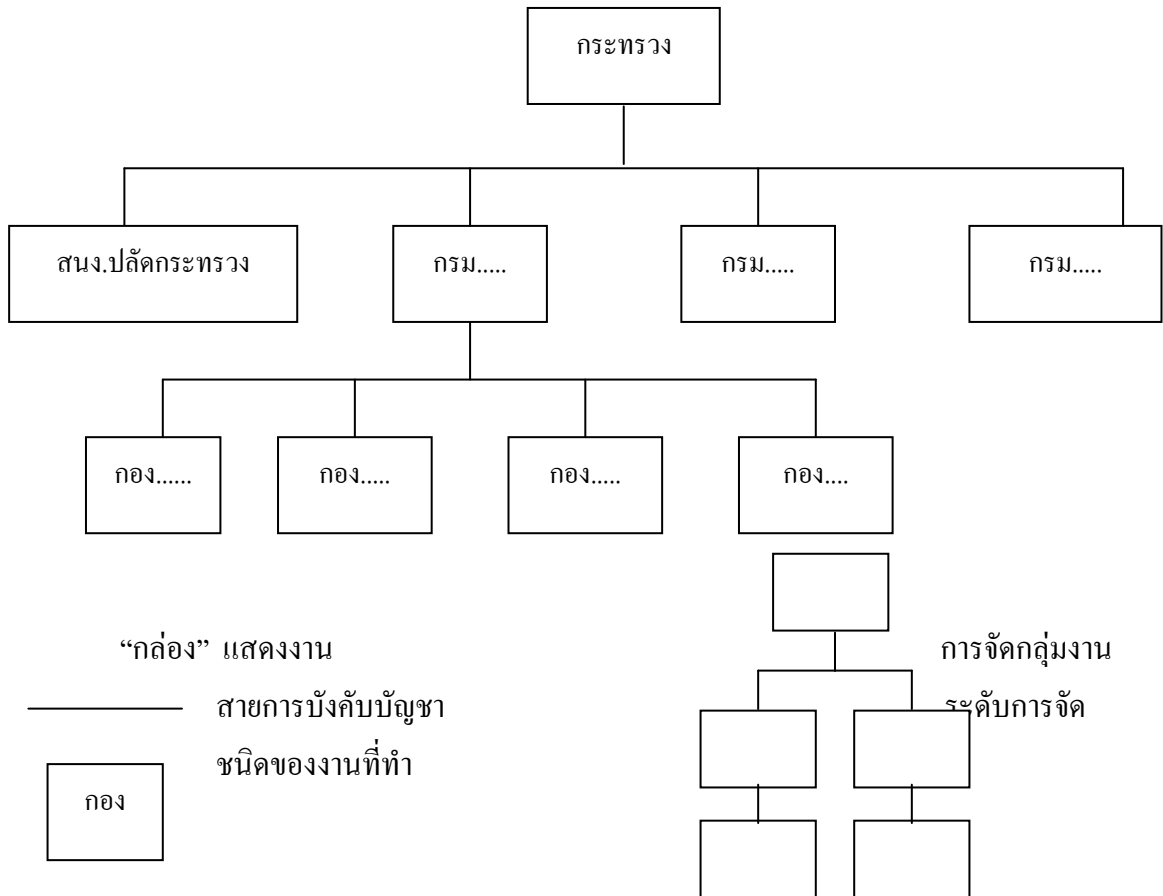 กระทรวง
สนง.ปลัดกระทรวง กรม..... กรม..... กรม.....
กอง...... กอง..... กอง..... กอง....
“กล่อง” แสดงงาน การจัดกลุ่มงาน
สายการบังคับบัญชา ระดับการจัด
ชนิดของงานที่ทำ
กอง